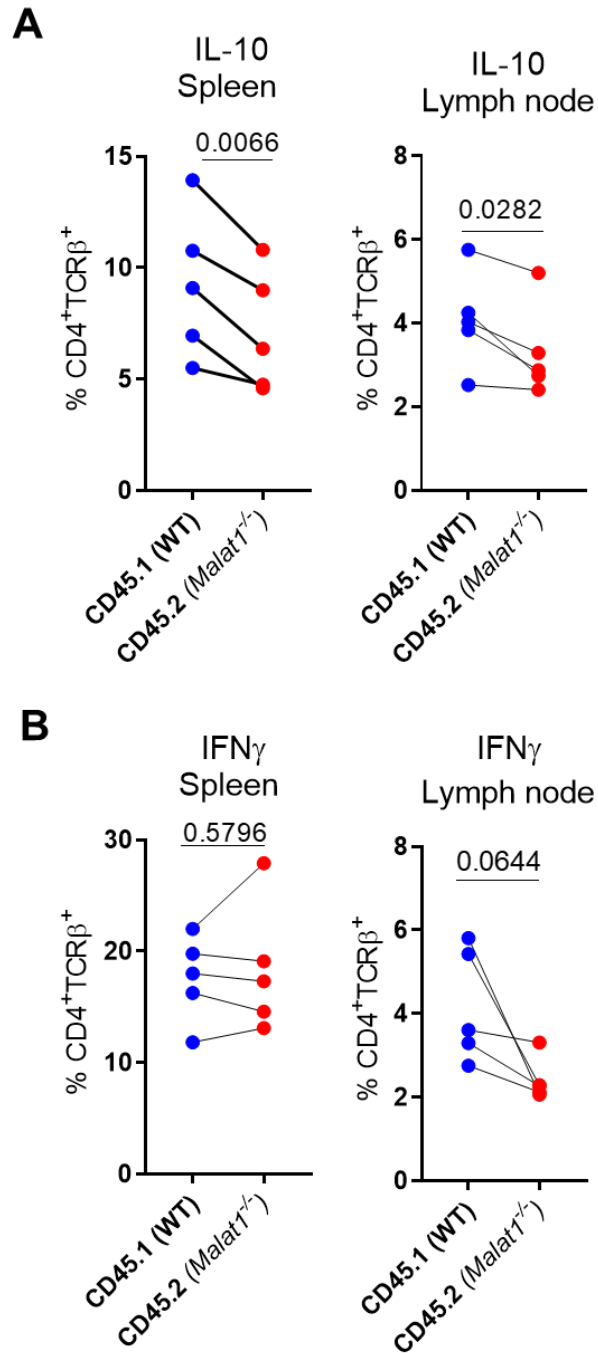 A
IL-10
Spleen
0.0066
15
10
5
0
% CD4⁺TCRβ⁺
CD45.1 (WT)
CD45.2 (Malat1⁻/⁻)
IL-10
Lymph node
0.0282
8
6
4
2
0
% CD4⁺TCRβ⁺
CD45.1 (WT)
CD45.2 (Malat1⁻/⁻)
B
IFNγ
Spleen
0.5796
30
20
10
0
% CD4⁺TCRβ⁺
CD45.1 (WT)
CD45.2 (Malat1⁻/⁻)
IFNγ
Lymph node
0.0644
8
6
4
2
0
% CD4⁺TCRβ⁺
CD45.1 (WT)
CD45.2 (Malat1⁻/⁻)